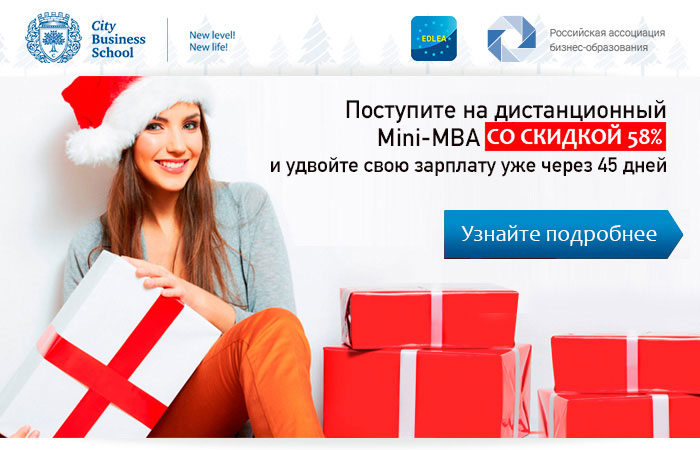 City
Business
School
New level!
New life!
EDLEA
Российская ассоциация
бизнес-образования
Поступите на дистанционный
Mini-MBA СО СКИДКОЙ 58%
и удвойте свою зарплату уже через 45 дней
Узнайте подробнее